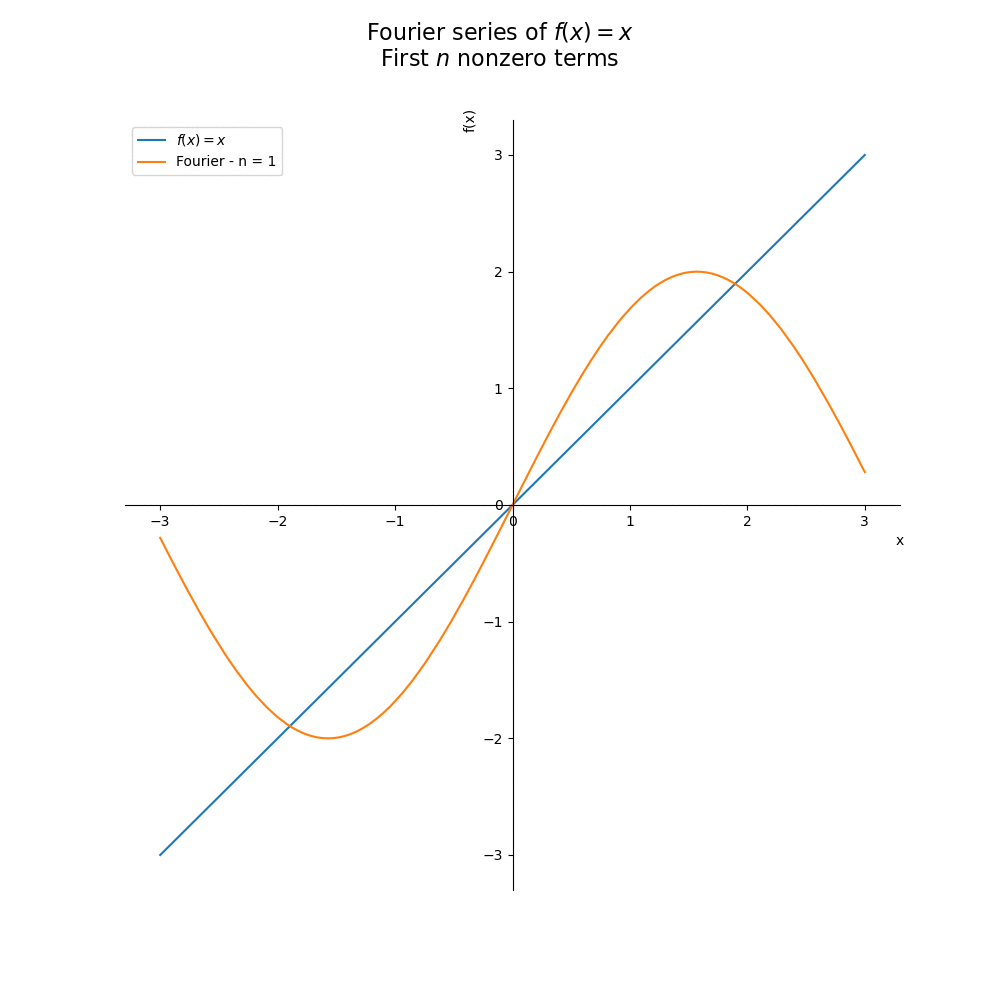 Fourier series of f(x) = x
First n nonzero terms
f(x)
f(x) = x
Fourier - n = 1
3
2
1
0
−3 −2 −1 0 1 2 3
x
−1
−2
−3